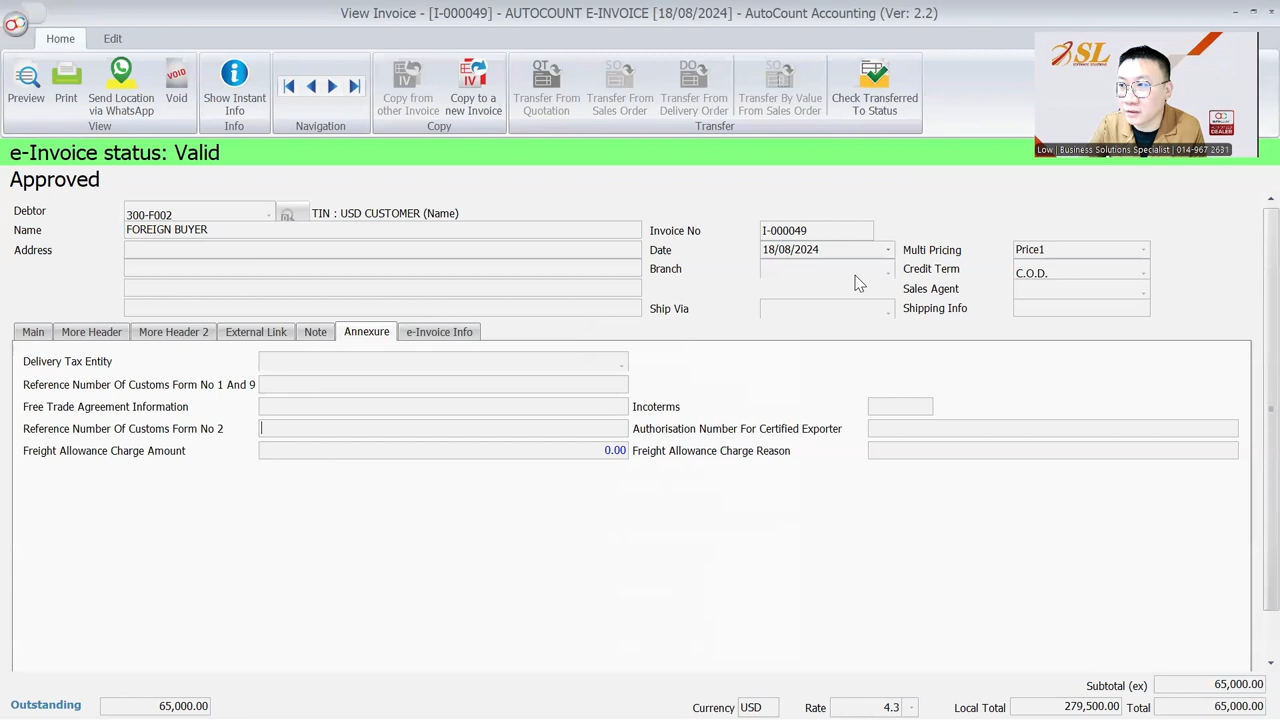 View Invoice - [I-000049] - AUTOCOUNT E-INVOICE [18/08/2024] - AutoCount Accounting (Ver: 2.2)
Home Edit
Preview Print Send Location via WhatsApp Void Show Instant Info Copy from other Invoice Copy to a new Invoice Transfer From Quotation Transfer From Sales Order Transfer From Delivery Order Transfer By Value From Sales Order Check Transferred To Status
View Info Navigation Copy Transfer
SL
Low | Business Solutions Specialist | 014-967 2631
e-Invoice status: Valid
Approved
Debtor 300-F002 TIN : USD CUSTOMER (Name)
Name FOREIGN BUYER Invoice No I-000049
Address Date 18/08/2024 Multi Pricing Price1
Branch Credit Term C.O.D.
Sales Agent
Ship Via Shipping Info
Main More Header More Header 2 External Link Note Annexure e-Invoice Info
Delivery Tax Entity
Reference Number Of Customs Form No 1 And 9
Free Trade Agreement Information Incoterms
Reference Number Of Customs Form No 2 Authorisation Number For Certified Exporter
Freight Allowance Charge Amount 0.00 Freight Allowance Charge Reason
Subtotal (ex) 65,000.00
Outstanding 65,000.00 Currency USD Rate 4.3 Local Total 279,500.00 Total 65,000.00